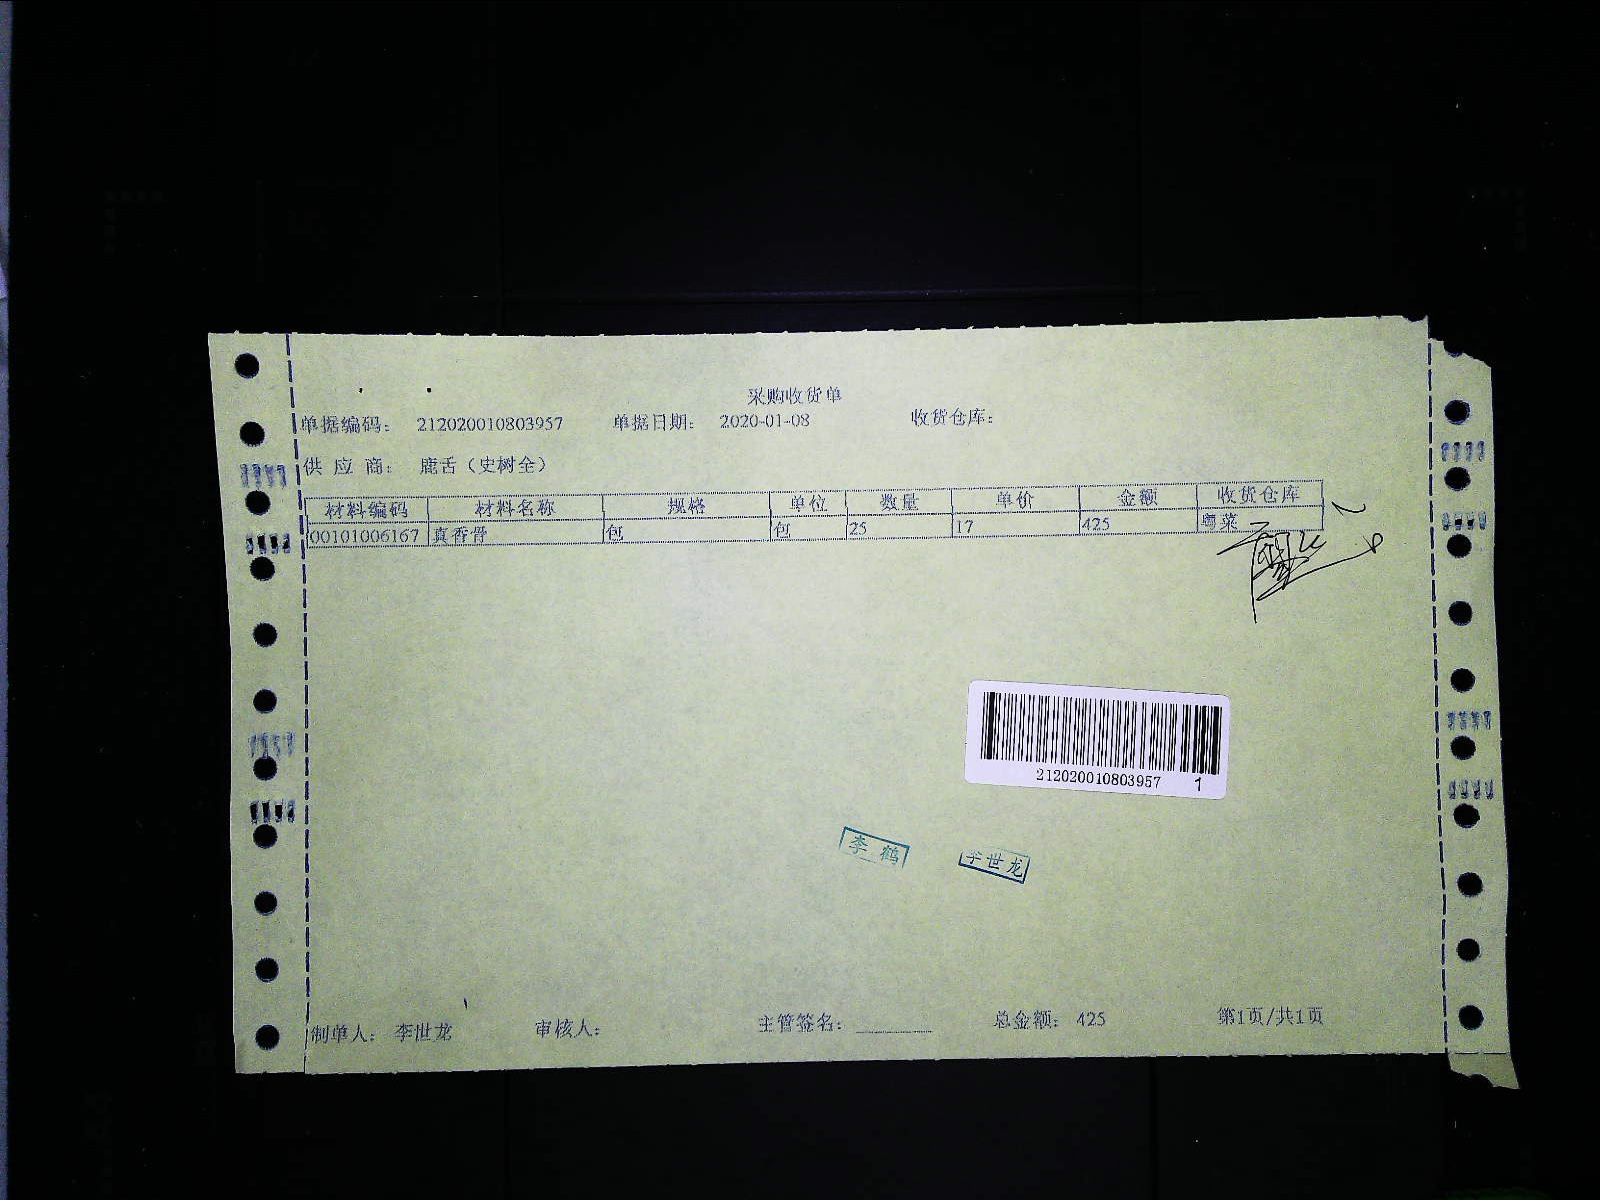 采购收货单
单据编码： 212020010803957 单据日期： 2020-01-08 收货仓库：
供 应 商： 鹿舌（史树全）
材料编码 材料名称 规格 单位 数量 单价 金额 收货仓库
00101006167 真香骨 包 包 25 17 425 粤菜
212020010803957 1
李鹤 李世龙
制单人： 李世龙 审核人： 主管签名： 总金额： 425 第1页/共1页